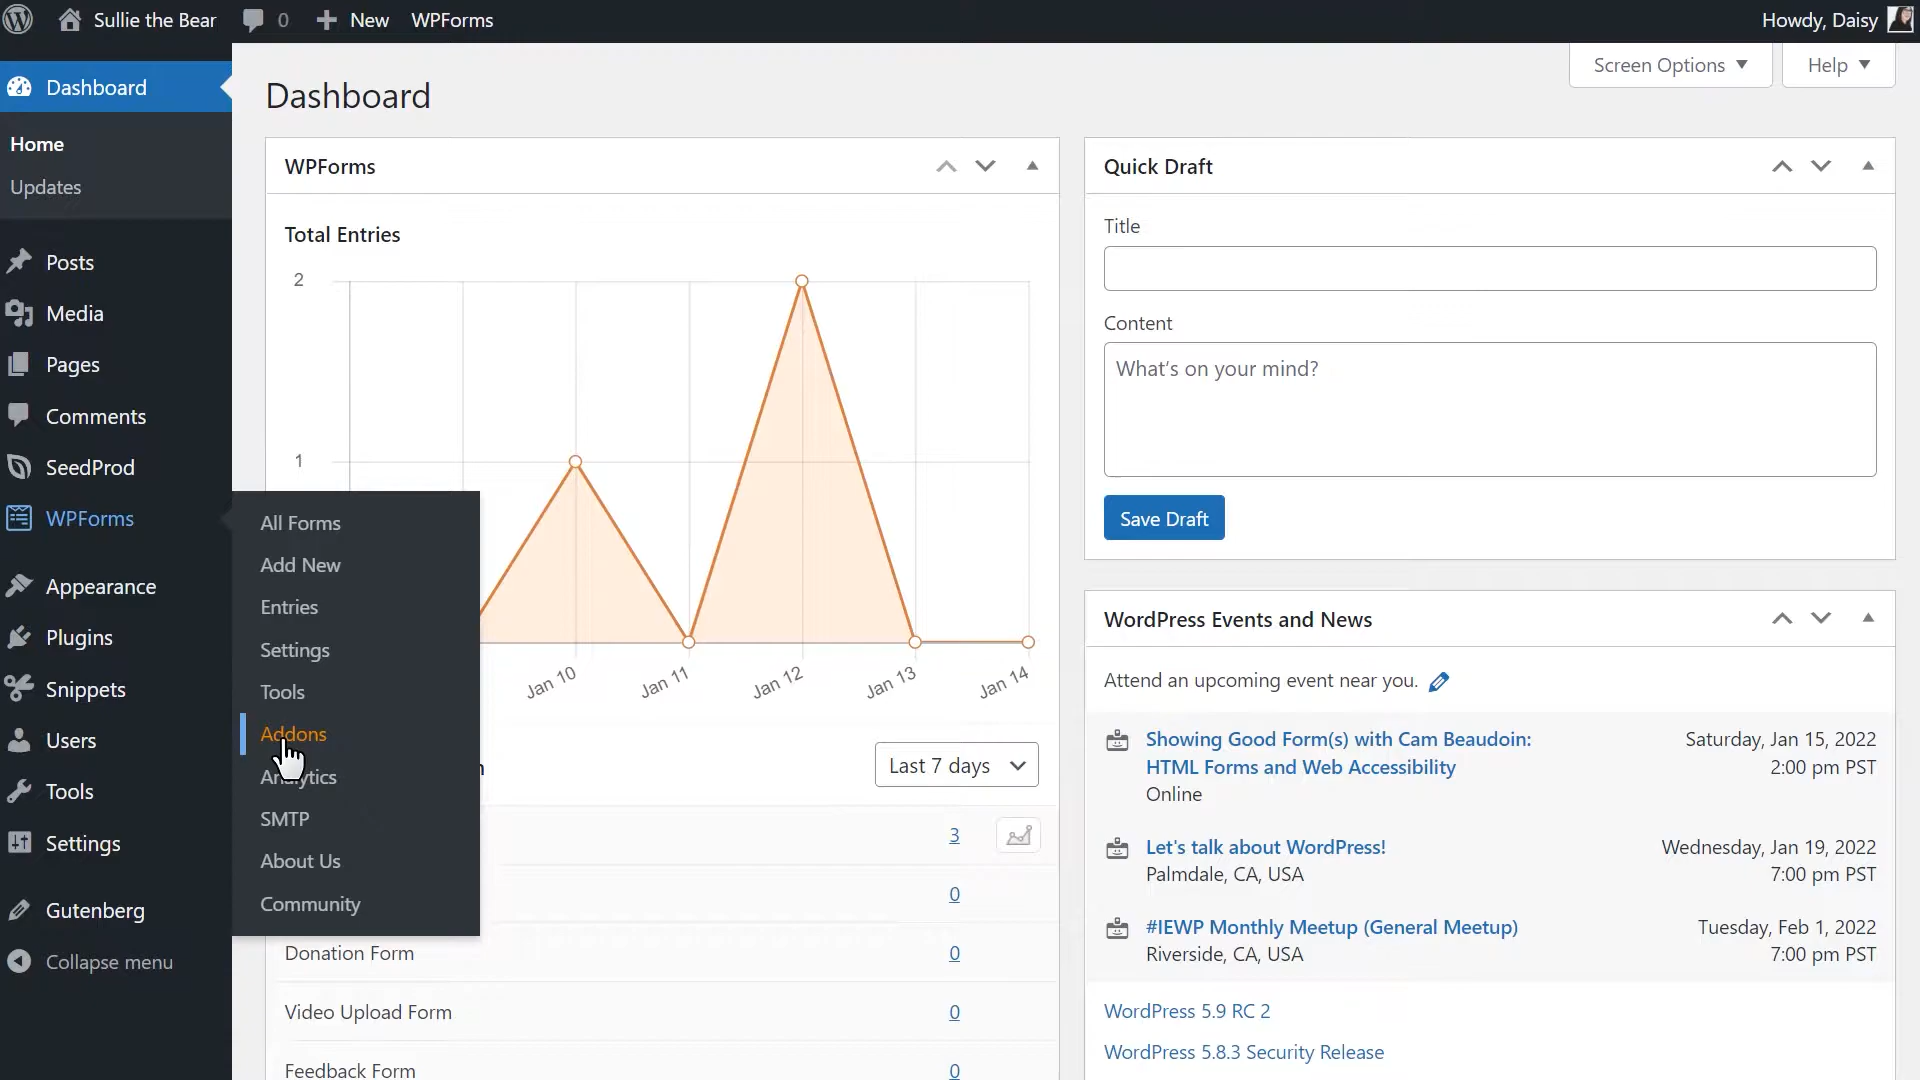 Sullie the Bear
0
New
WPForms
Howdy, Daisy
Dashboard
Home
Updates
Posts
Media
Pages
Comments
SeedProd
WPForms
Appearance
Plugins
Snippets
Users
Tools
Settings
Gutenberg
Collapse menu
All Forms
Add New
Entries
Settings
Tools
Addons
Analytics
SMTP
About Us
Community
Screen Options
Help
Dashboard
WPForms
Total Entries
2
1
Jan 10
Jan 11
Jan 12
Jan 13
Jan 14
Last 7 days
3
0
Donation Form
0
Video Upload Form
0
Feedback Form
0
Quick Draft
Title
Content
What's on your mind?
Save Draft
WordPress Events and News
Attend an upcoming event near you.
Showing Good Form(s) with Cam Beaudoin:
HTML Forms and Web Accessibility
Online
Saturday, Jan 15, 2022
2:00 pm PST
Let's talk about WordPress!
Palmdale, CA, USA
Wednesday, Jan 19, 2022
7:00 pm PST
#IEWP Monthly Meetup (General Meetup)
Riverside, CA, USA
Tuesday, Feb 1, 2022
7:00 pm PST
WordPress 5.9 RC 2
WordPress 5.8.3 Security Release